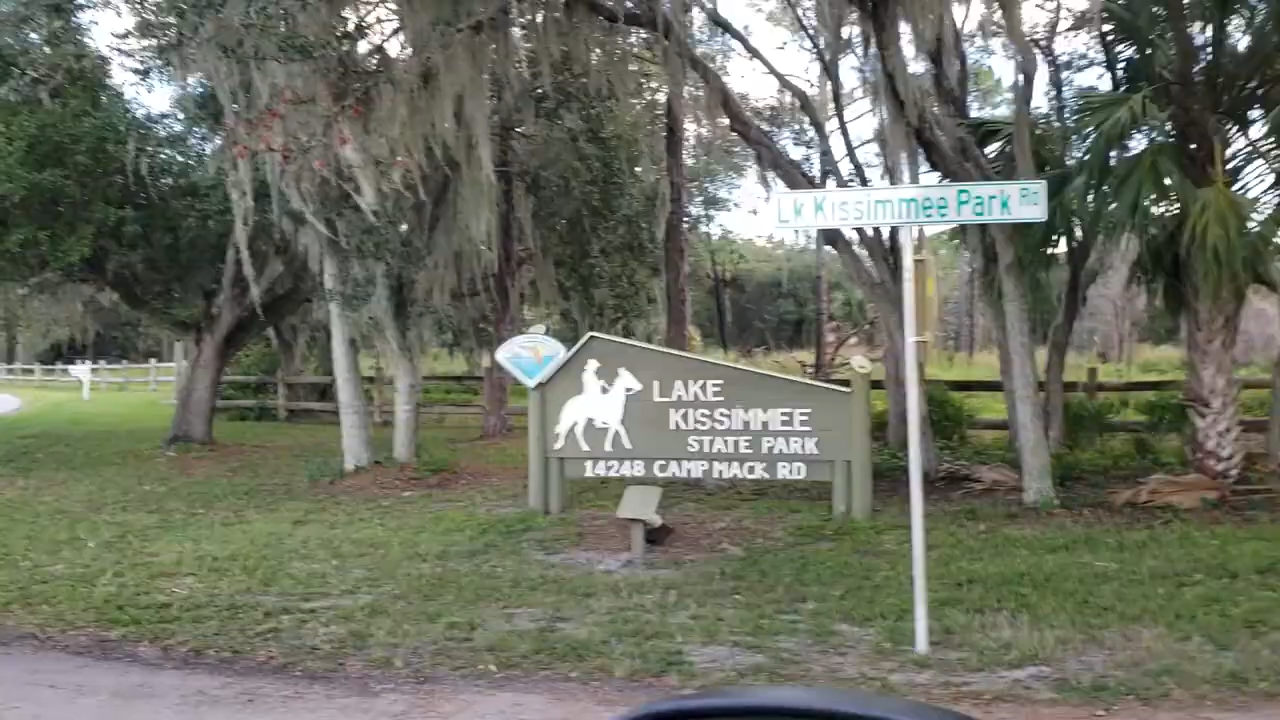 Lk Kissimmee Park Rd
LAKE
KISSIMMEE
STATE PARK
14248 CAMP MACK RD